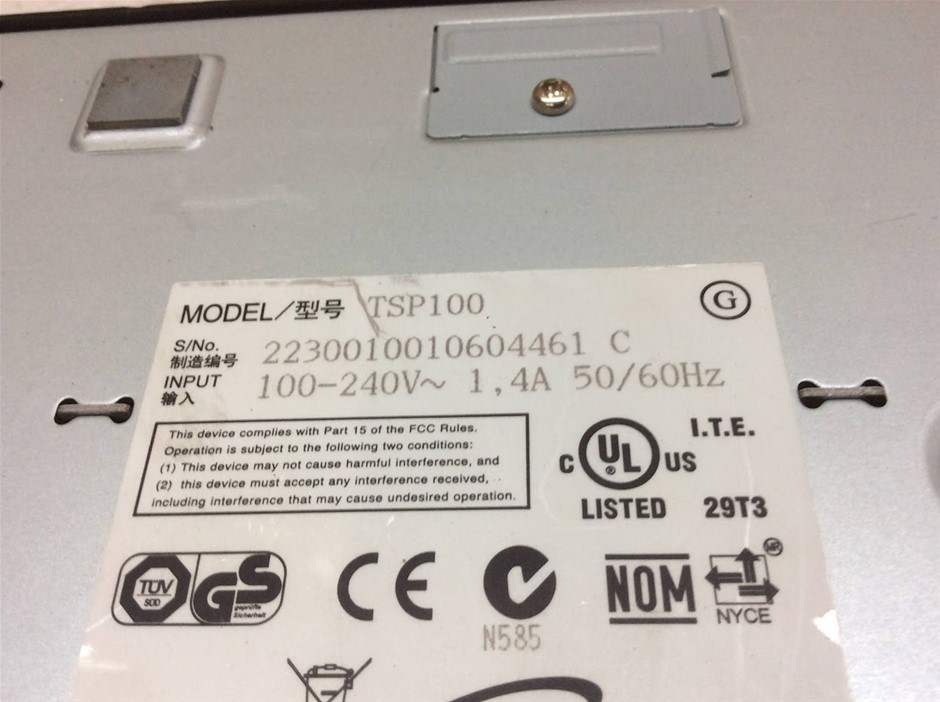 MODEL/型号 TSP100
G
S/No.
制造编号 2230010010604461 C
INPUT
输入 100-240V~ 1,4A 50/60Hz
This device complies with Part 15 of the FCC Rules.
Operation is subject to the following two conditions:
(1) This device may not cause harmful interference, and
(2) this device must accept any interference received,
including interference that may cause undesired operation.
I.T.E.
C UL ® US
LISTED 29T3
TÜV
SÜD
GS
geprüfte
Sicherheit
CE
N585
NOM
NYCE